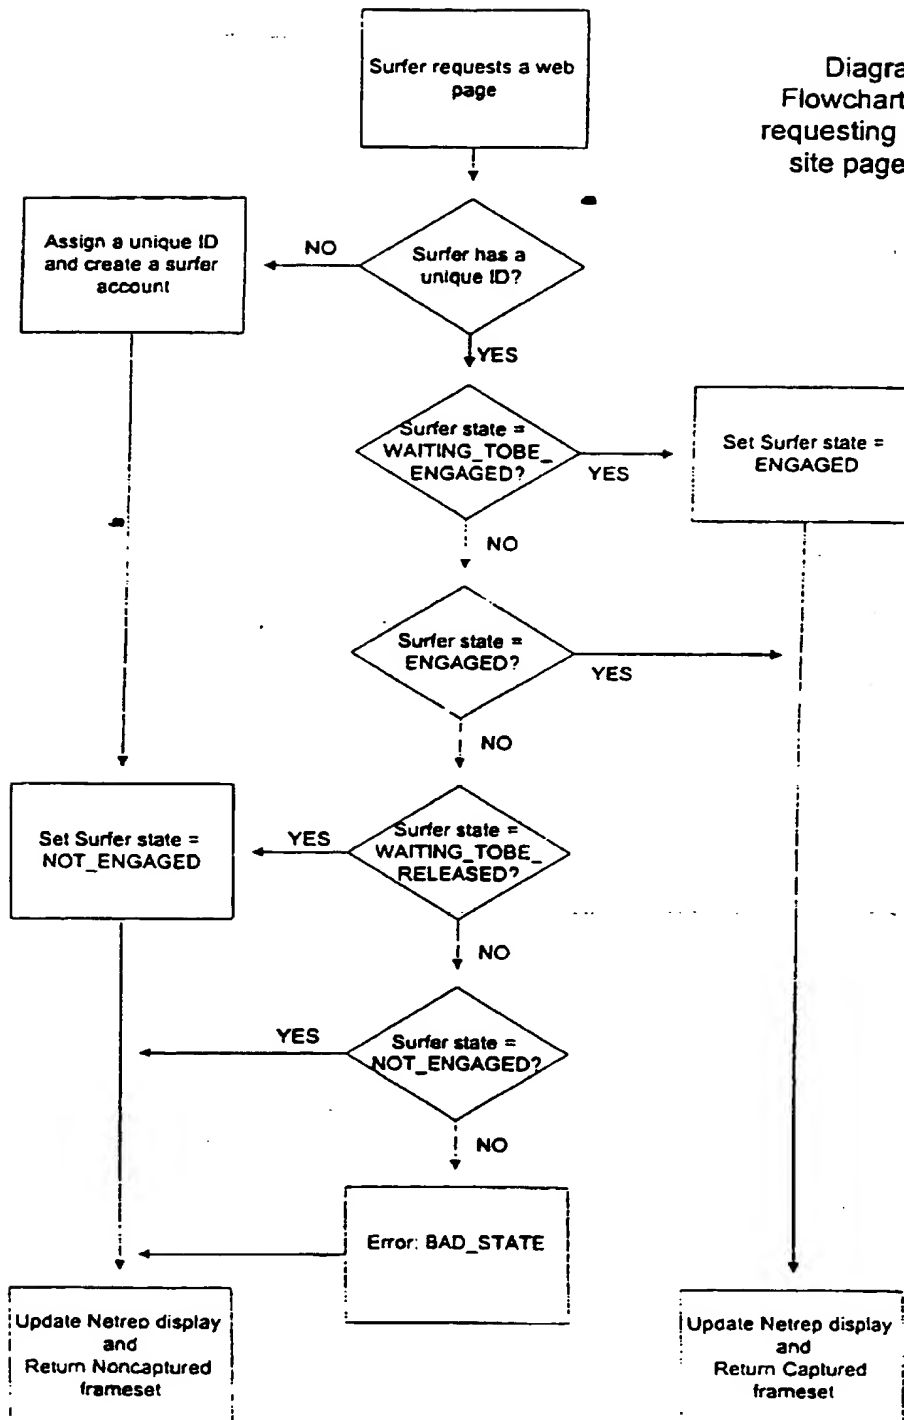 Surfer requests a web
page
Diagra
Flowchart
requesting
site page
Assign a unique ID
and create a surfer
account
NO
Surfer has a
unique ID?
YES
Surfer state =
WAITING_TOBE_
ENGAGED?
YES
Set Surfer state =
ENGAGED
NO
Surfer state =
ENGAGED?
YES
NO
Set Surfer state =
NOT_ENGAGED
YES
Surfer state =
WAITING_TOBE_
RELEASED?
NO
YES
Surfer state =
NOT_ENGAGED?
NO
Error: BAD_STATE
Update Netrep display
and
Return Noncaptured
frameset
Update Netrep display
and
Return Captured
frameset